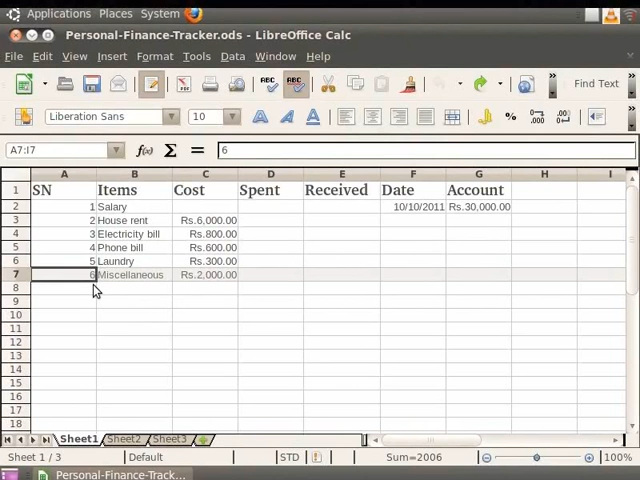 Applications Places System
Personal-Finance-Tracker.ods - LibreOffice Calc
File Edit View Insert Format Tools Data Window Help
ABC ABC Find Text
Liberation Sans 10 % .000 .00
A7:I7 f(x) Σ = 6
A B C D E F G H I
1 SN Items Cost Spent Received Date Account
2 1 Salary 10/10/2011 Rs.30,000.00
3 2 House rent Rs.6,000.00
4 3 Electricity bill Rs.800.00
5 4 Phone bill Rs.600.00
6 5 Laundry Rs.300.00
7 6 Miscellaneous Rs.2,000.00
8
9
10
11
12
13
14
15
16
17
18
Sheet1 Sheet2 Sheet3
Sheet 1 / 3 Default STD Sum=2006 100%
Personal-Finance-Track...